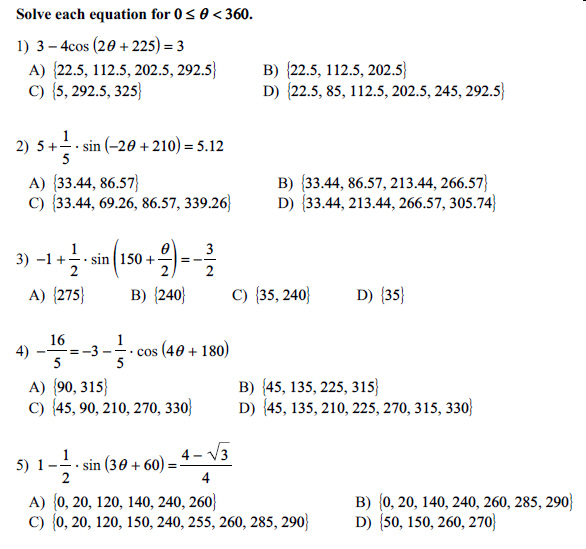 Solve each equation for 0 ≤ θ < 360.
1) 3 − 4cos (2θ + 225) = 3
A) {22.5, 112.5, 202.5, 292.5} B) {22.5, 112.5, 202.5}
C) {5, 292.5, 325} D) {22.5, 85, 112.5, 202.5, 245, 292.5}
2) 5 + 1/5 · sin (−2θ + 210) = 5.12
A) {33.44, 86.57} B) {33.44, 86.57, 213.44, 266.57}
C) {33.44, 69.26, 86.57, 339.26} D) {33.44, 213.44, 266.57, 305.74}
3) −1 + 1/2 · sin (150 + θ/2) = −3/2
A) {275} B) {240} C) {35, 240} D) {35}
4) −16/5 = −3 − 1/5 · cos (4θ + 180)
A) {90, 315} B) {45, 135, 225, 315}
C) {45, 90, 210, 270, 330} D) {45, 135, 210, 225, 270, 315, 330}
5) 1 − 1/2 · sin (3θ + 60) = (4 − √3)/4
A) {0, 20, 120, 140, 240, 260} B) {0, 20, 140, 240, 260, 285, 290}
C) {0, 20, 120, 150, 240, 255, 260, 285, 290} D) {50, 150, 260, 270}